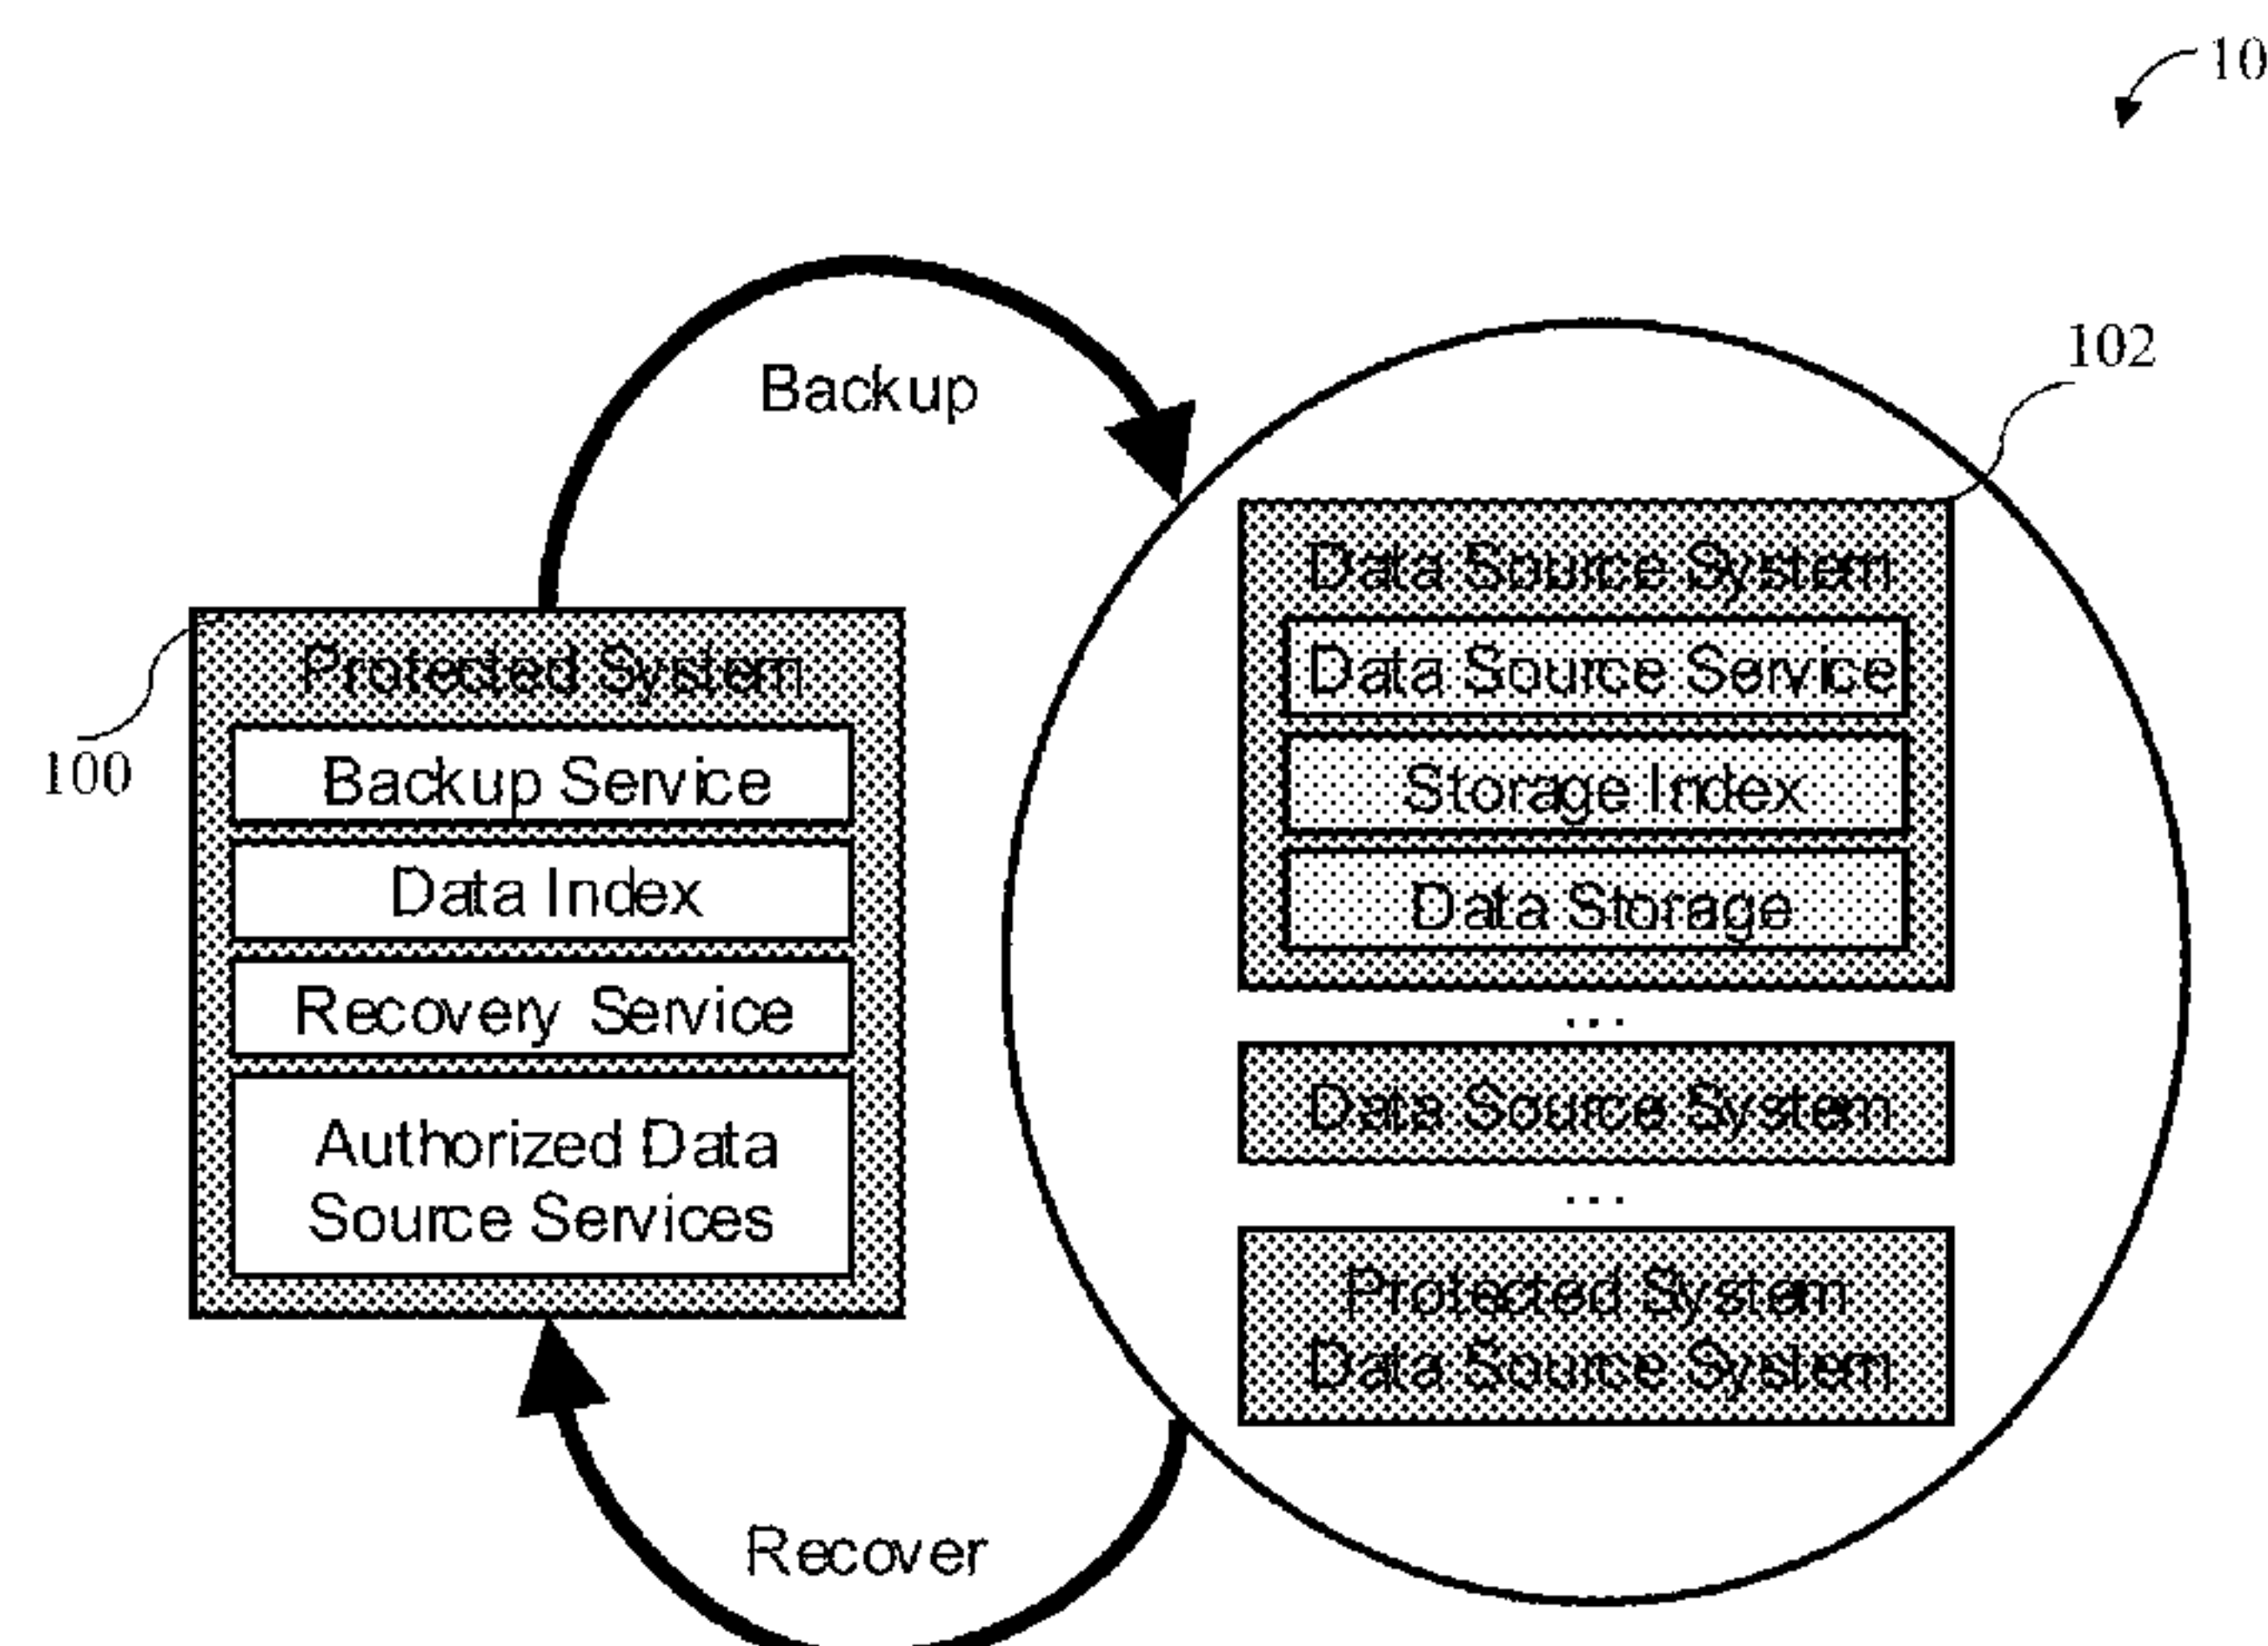 10
Backup
102
Data Source System
Data Source Service
Storage Index
Data Storage
...
Data Source System
...
Protected System
Data Source System
Protected System
100
Backup Service
Data Index
Recovery Service
Authorized Data
Source Services
Recover